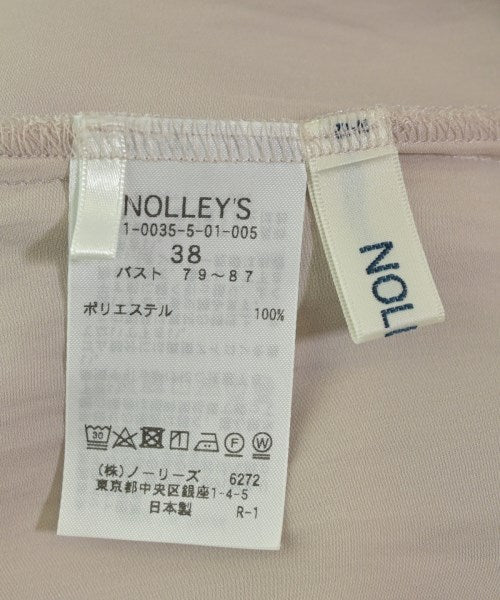 NOLLEY'S
1-0035-5-01-005
38
バスト 79～87
ポリエステル 100%
30
F
W
(株)ノーリーズ 6272
東京都中央区銀座1-4-5
日本製 R-1
NOLL